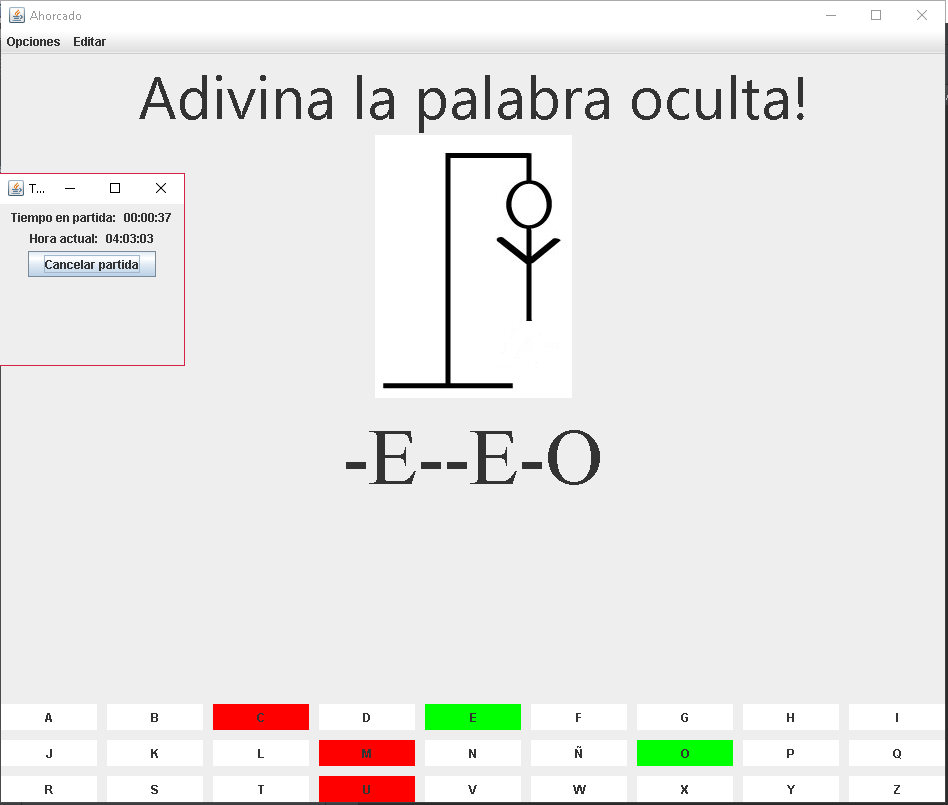 Ahorcado
Opciones Editar
Adivina la palabra oculta!
T...
Tiempo en partida: 00:00:37
Hora actual: 04:03:03
Cancelar partida
-E--E-O
A B C D E F G H I
J K L M N Ñ O P Q
R S T U V W X Y Z